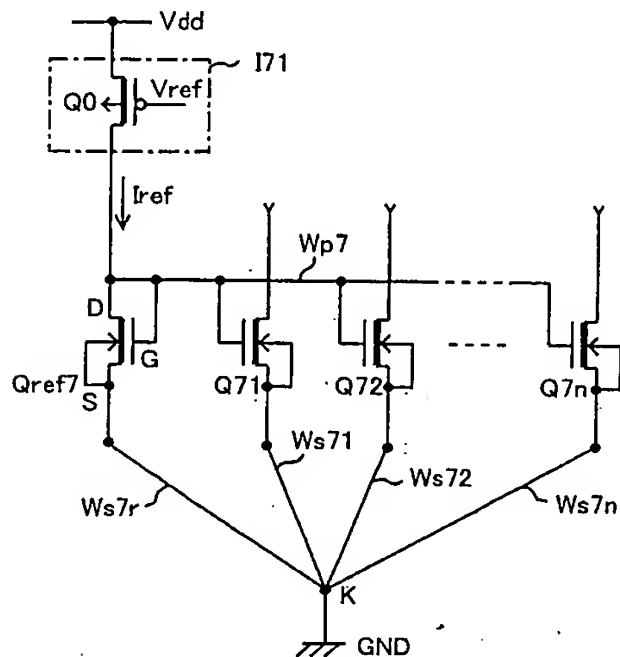 Vdd
I71
Q0
Vref
Iref
Wp7
D
G
Qref7
S
Q71
Q72
Q7n
Ws71
Ws72
Ws7r
Ws7n
K
GND